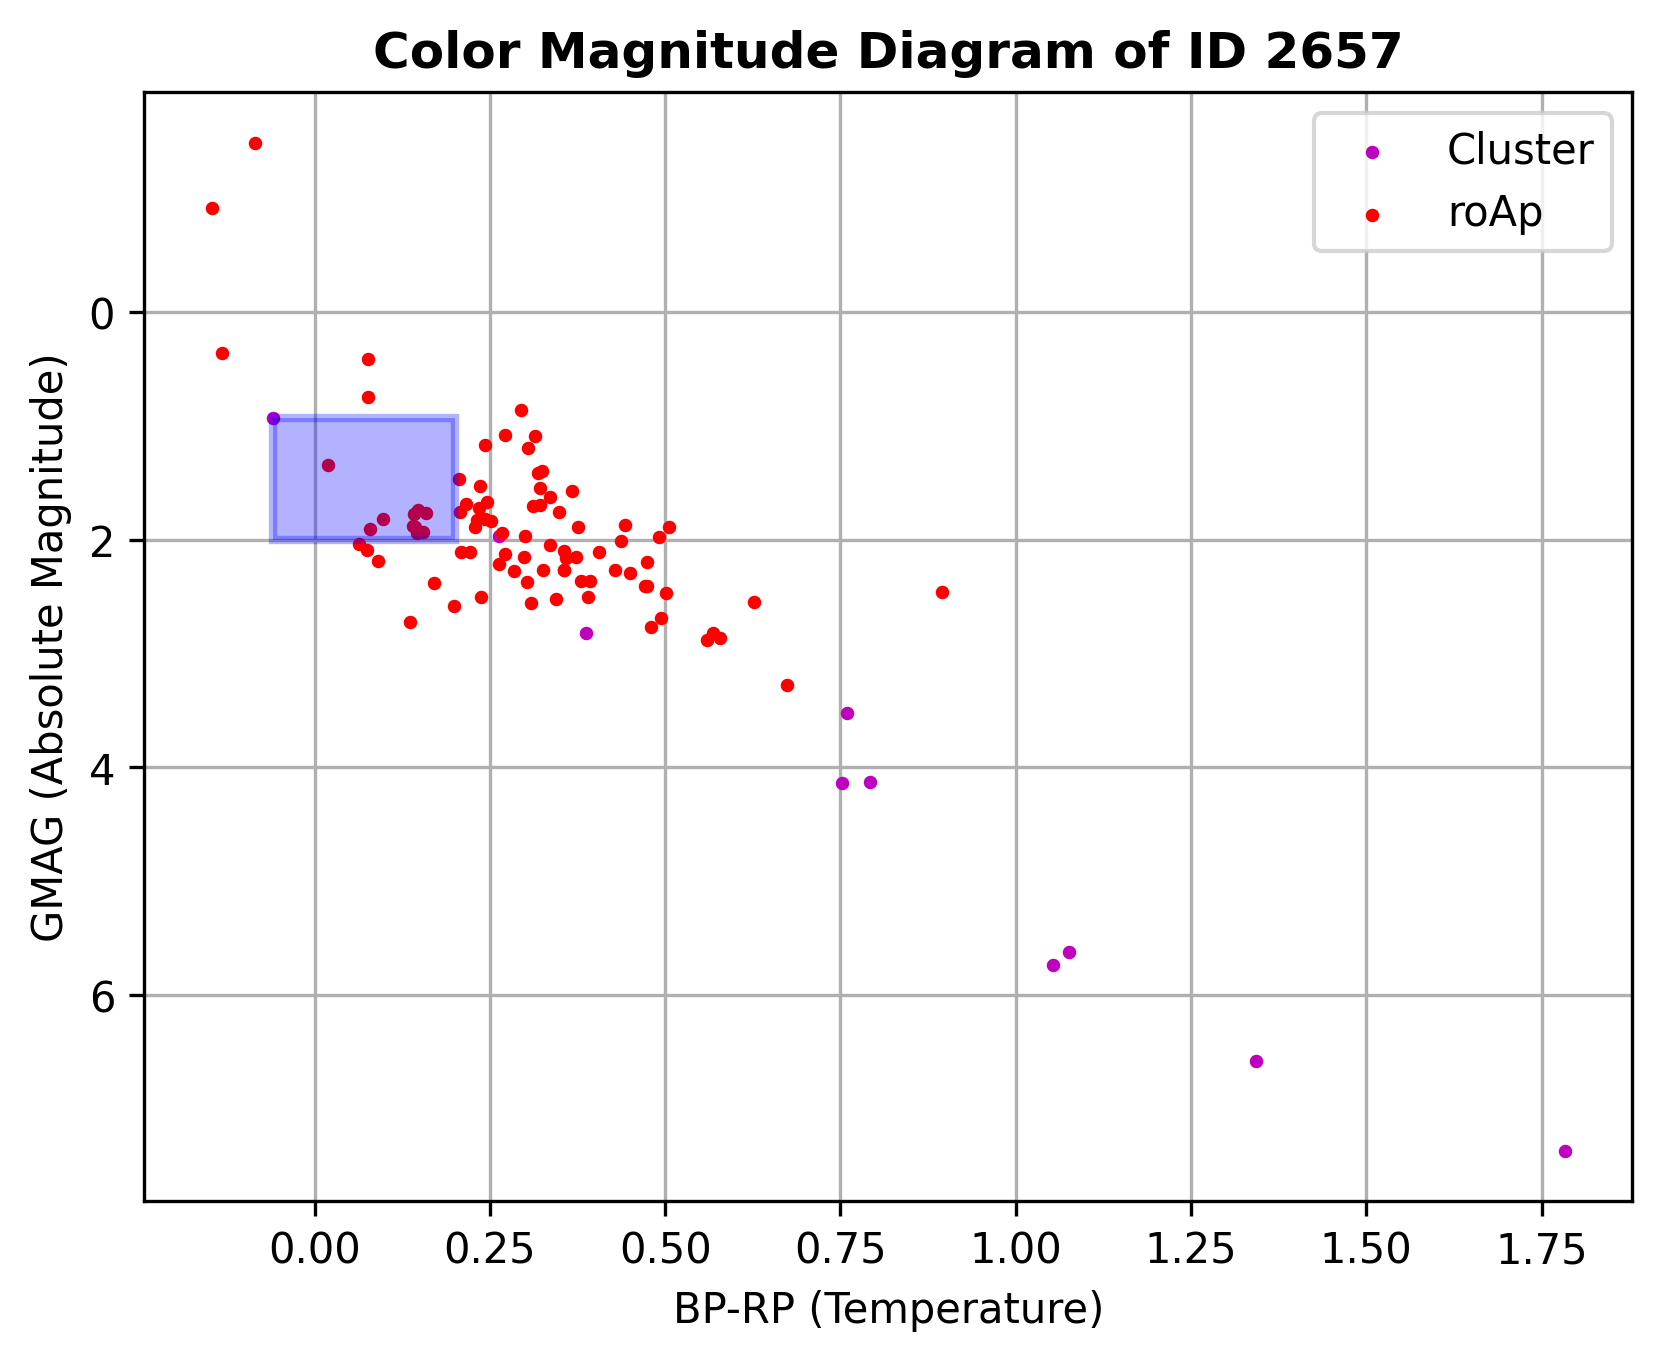 Color Magnitude Diagram of ID 2657
Cluster
roAp
GMAG (Absolute Magnitude)
0
2
4
6
0.00 0.25 0.50 0.75 1.00 1.25 1.50 1.75
BP-RP (Temperature)